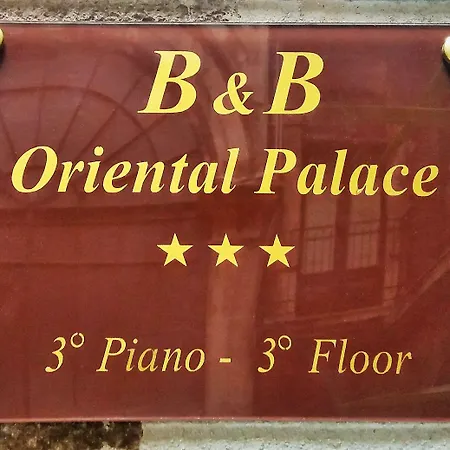 B & B
Oriental Palace
★★★
3° Piano - 3° Floor